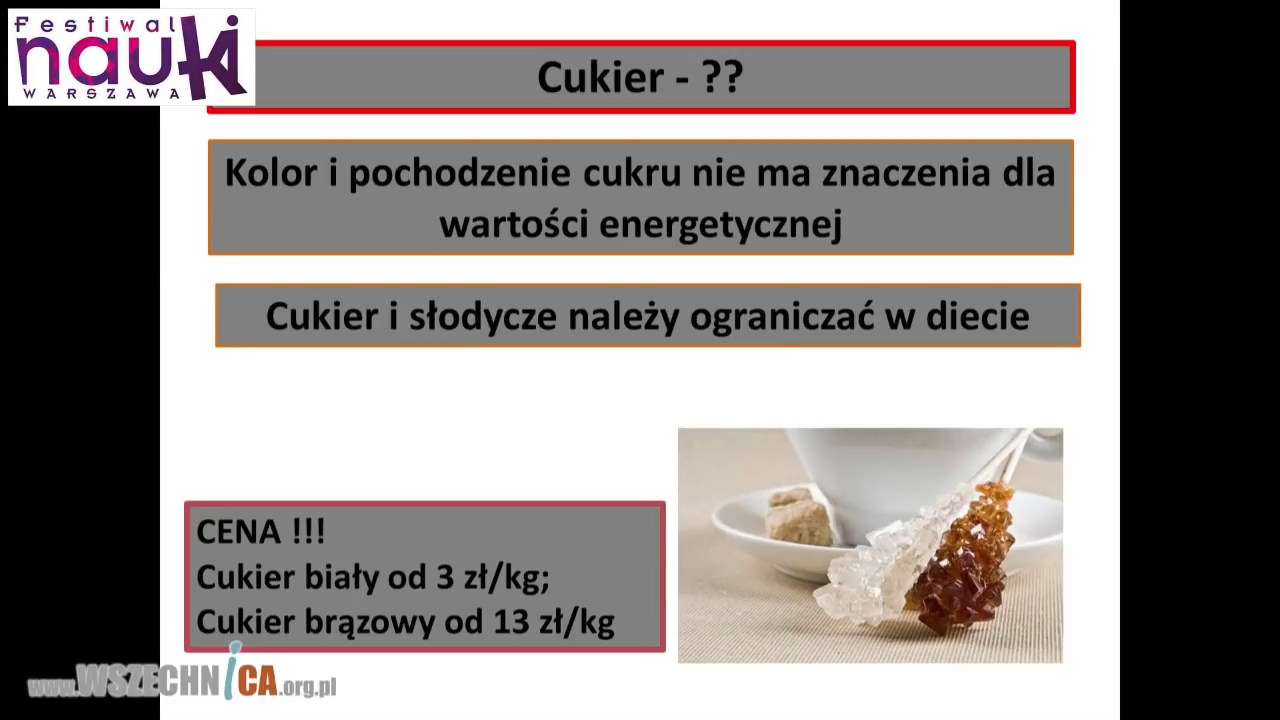 Festiwal
nauki
WARSZAWA
Cukier - ??
Kolor i pochodzenie cukru nie ma znaczenia dla
wartości energetycznej
Cukier i słodycze należy ograniczać w diecie
CENA !!!
Cukier biały od 3 zł/kg;
Cukier brązowy od 13 zł/kg
www.WSZECHNiCA.org.pl